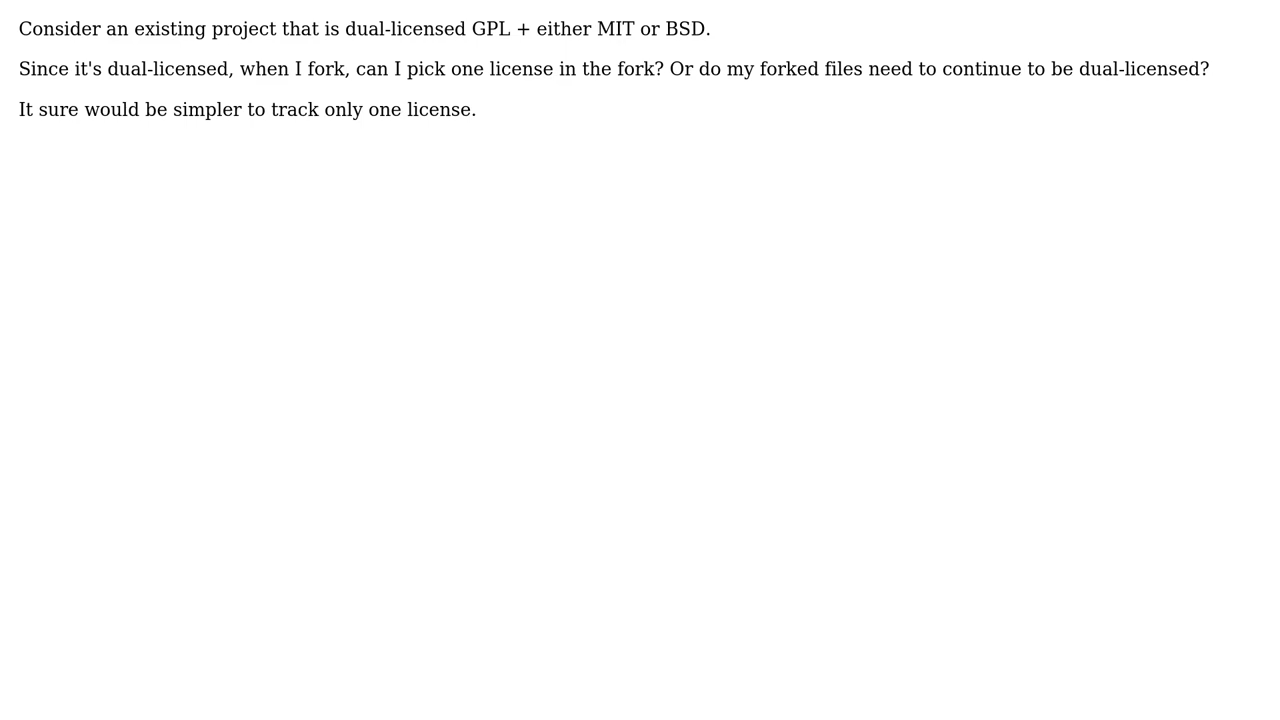 Consider an existing project that is dual-licensed GPL + either MIT or BSD.
Since it's dual-licensed, when I fork, can I pick one license in the fork? Or do my forked files need to continue to be dual-licensed?
It sure would be simpler to track only one license.